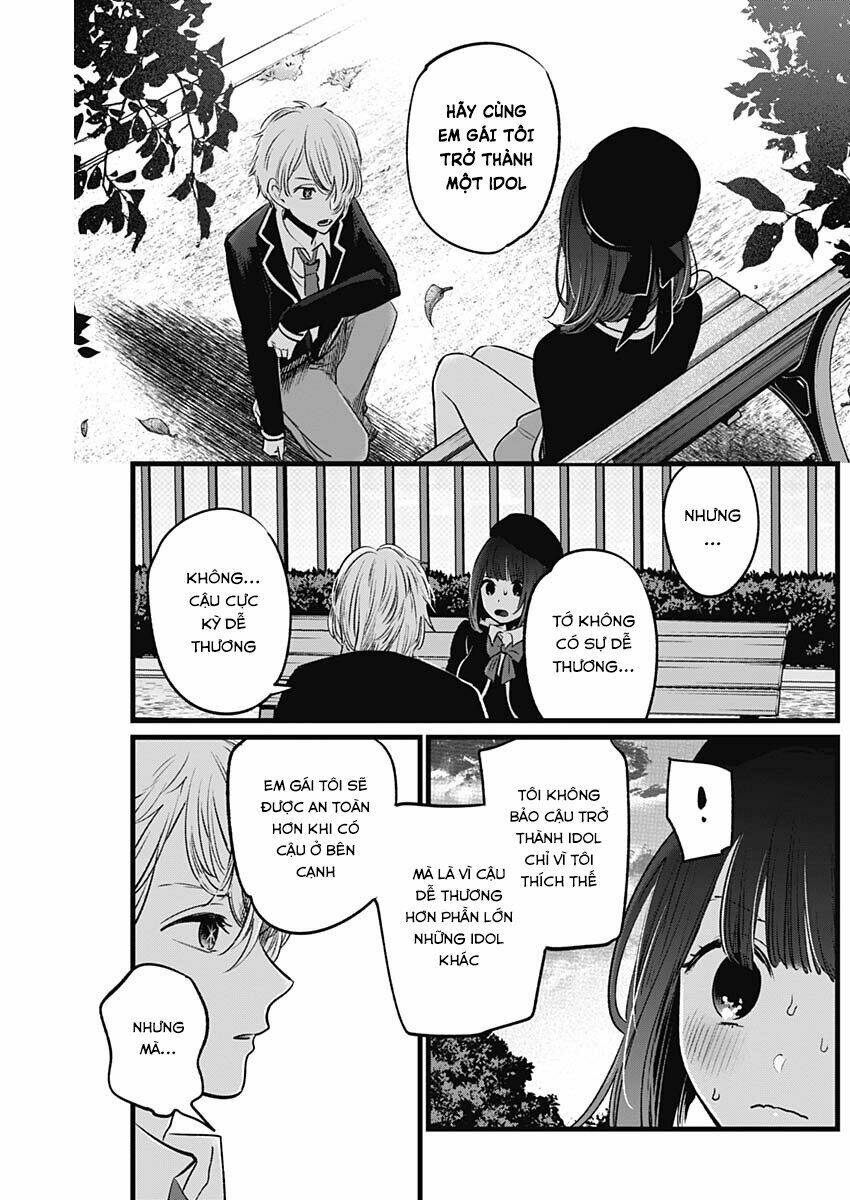 HÃY CÙNG
EM GÁI TÔI
TRỞ THÀNH
MỘT IDOL
NHƯNG
...
TỚ KHÔNG
CÓ SỰ DỄ
THƯƠNG...
KHÔNG...
CẬU CỰC
KỲ DỄ
THƯƠNG
!
TÔI KHÔNG
BẢO CẬU TRỞ
THÀNH IDOL
CHỈ VÌ TÔI
THÍCH THẾ
MÀ LÀ VÌ CẬU
DỄ THƯƠNG
HƠN PHẦN LỚN
NHỮNG IDOL
KHÁC
EM GÁI TÔI SẼ
ĐƯỢC AN TOÀN
HƠN KHI CÓ
CẬU Ở BÊN
CẠNH
NHƯNG
MÀ...